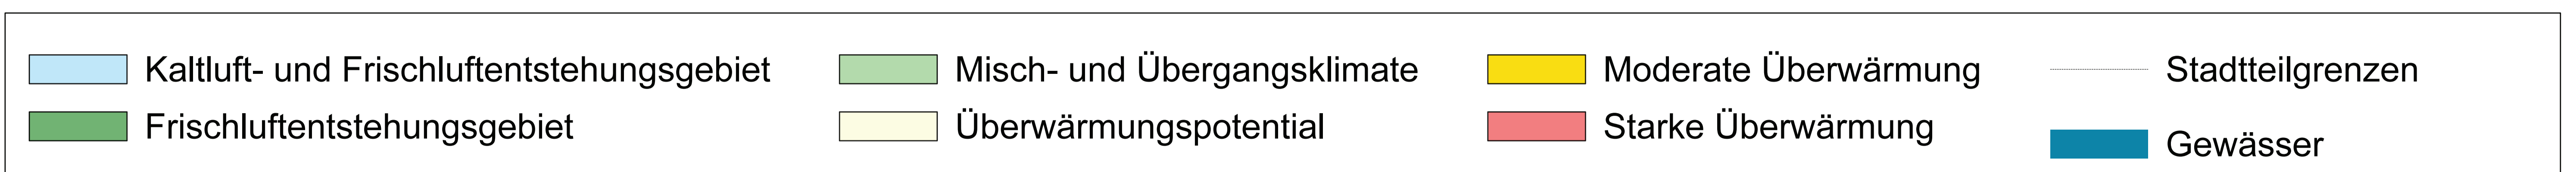 Kaltluft- und Frischluftentstehungsgebiet
Frischluftentstehungsgebiet
Misch- und Übergangsklimate
Überwärmungspotential
Moderate Überwärmung
Starke Überwärmung
Stadtteilgrenzen
Gewässer